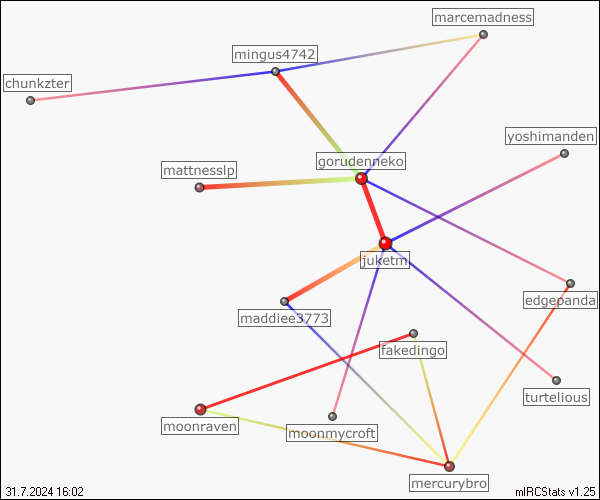 marcemadness
mingus4742
chunkzter
yoshimanden
gorudenneko
mattnesslp
juketm
edgepanda
maddiee3773
fakedingo
turtelious
moonraven
moonmycroft
mercurybro
31.7.2024 16:02
mIRCStats v1.25